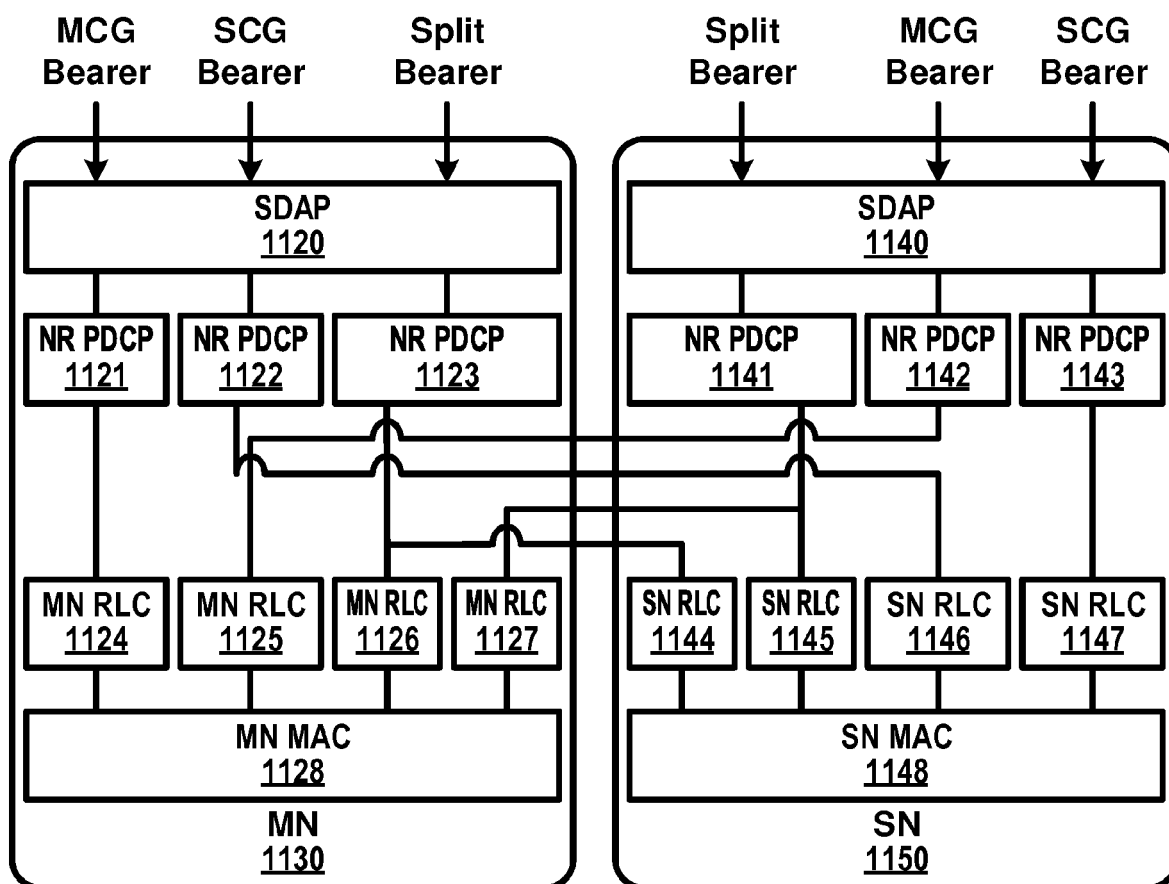 MCG Bearer
SCG Bearer
Split Bearer
Split Bearer
MCG Bearer
SCG Bearer
SDAP
1120
SDAP
1140
NR PDCP
1121
NR PDCP
1122
NR PDCP
1123
NR PDCP
1141
NR PDCP
1142
NR PDCP
1143
MN RLC
1124
MN RLC
1125
MN RLC
1126
MN RLC
1127
SN RLC
1144
SN RLC
1145
SN RLC
1146
SN RLC
1147
MN MAC
1128
SN MAC
1148
MN
1130
SN
1150